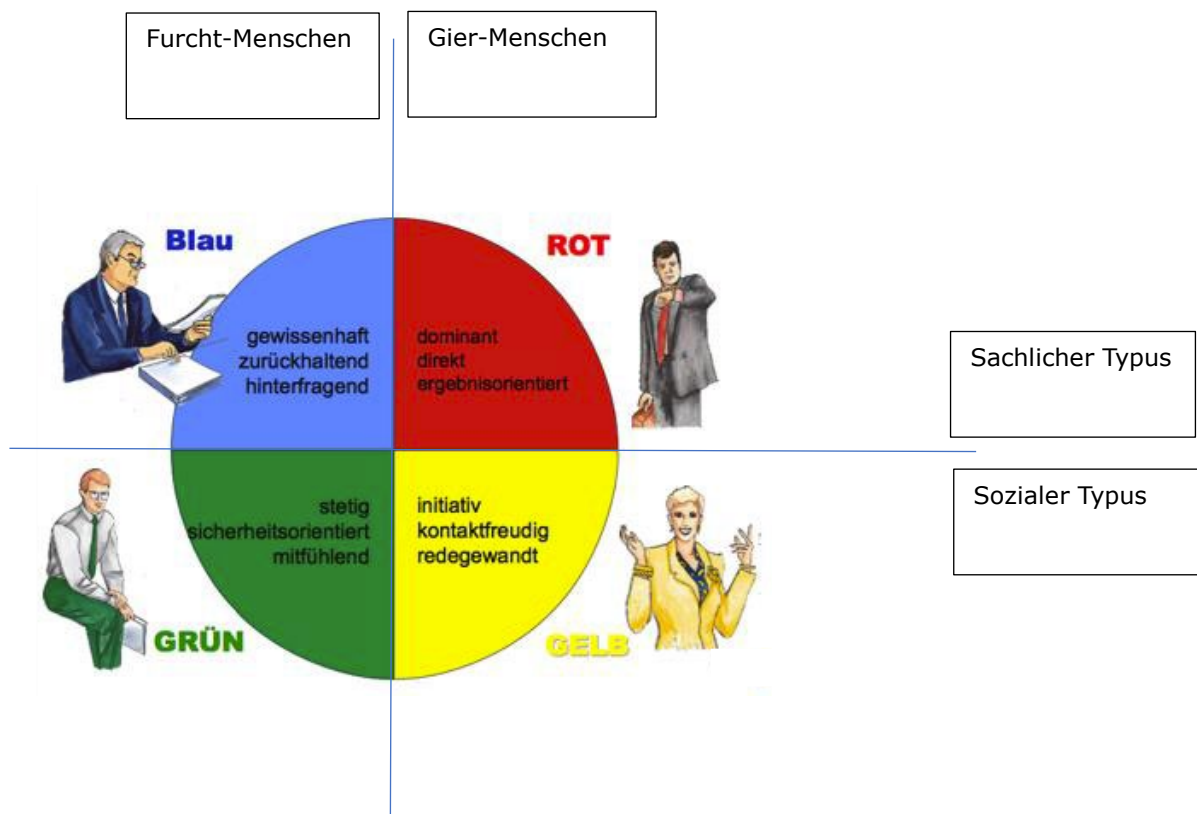 Furcht-Menschen
Gier-Menschen
Blau
ROT
gewissenhaft
zurückhaltend
hinterfragend
dominant
direkt
ergebnisorientiert
Sachlicher Typus
Sozialer Typus
stetig
sicherheitsorientiert
mitfühlend
initiativ
kontaktfreudig
redegewandt
GRÜN
GELB